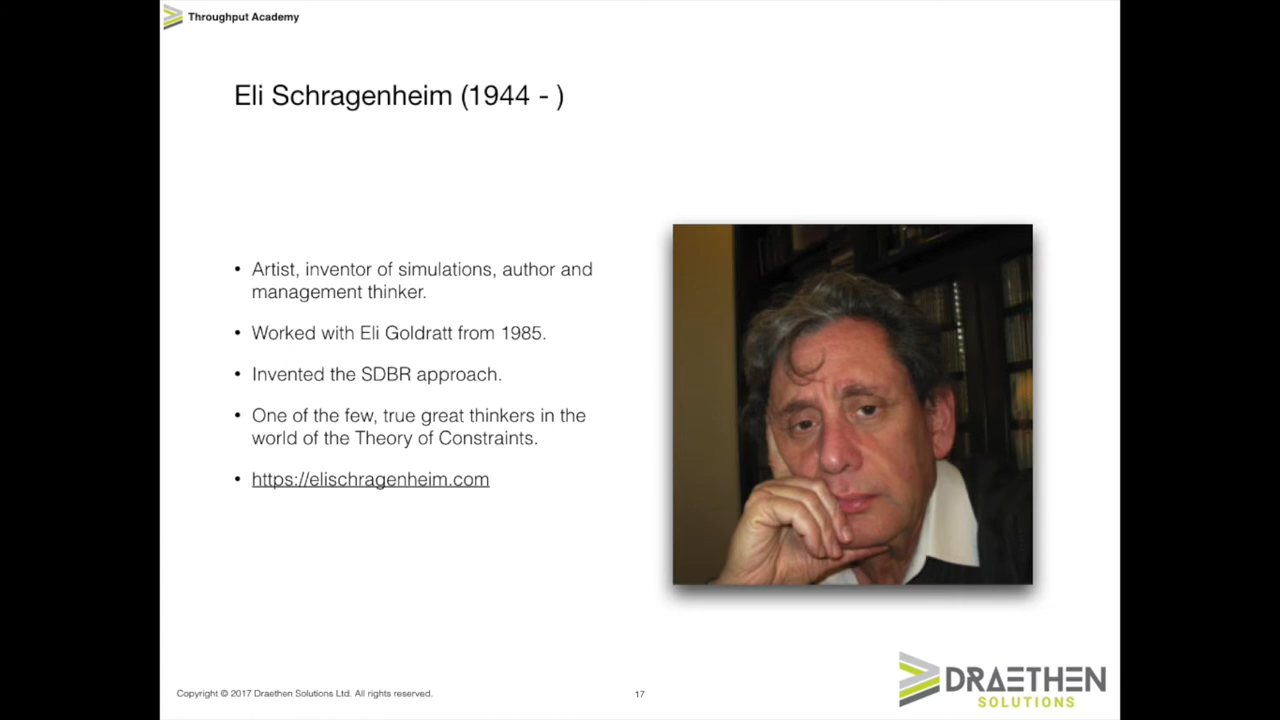 Throughput Academy
Eli Schragenheim (1944 - )
• Artist, inventor of simulations, author and
management thinker.
• Worked with Eli Goldratt from 1985.
• Invented the SDBR approach.
• One of the few, true great thinkers in the
world of the Theory of Constraints.
• https://elischragenheim.com
DRAETHEN
SOLUTIONS
Copyright © 2017 Draethen Solutions Ltd. All rights reserved.
17